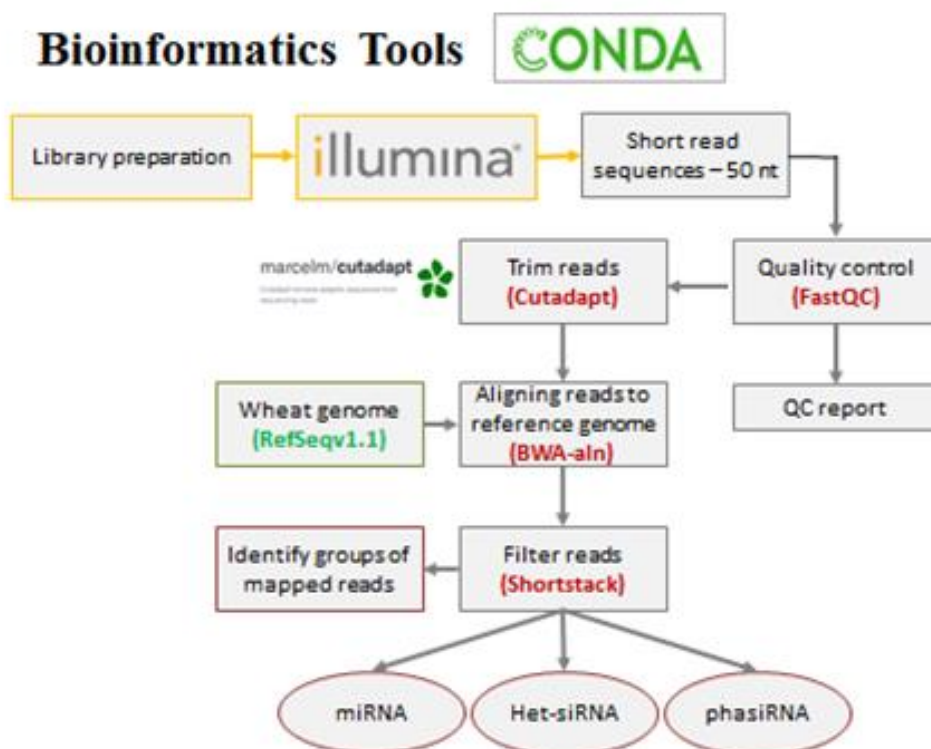 Bioinformatics Tools
CONDA
Library preparation
illumina®
Short read
sequences – 50 nt
marcelm/cutadapt
Trim reads
(Cutadapt)
Quality control
(FastQC)
Wheat genome
(RefSeqv1.1)
Aligning reads to
reference genome
(BWA-aln)
QC report
Identify groups of
mapped reads
Filter reads
(Shortstack)
miRNA
Het-siRNA
phasiRNA